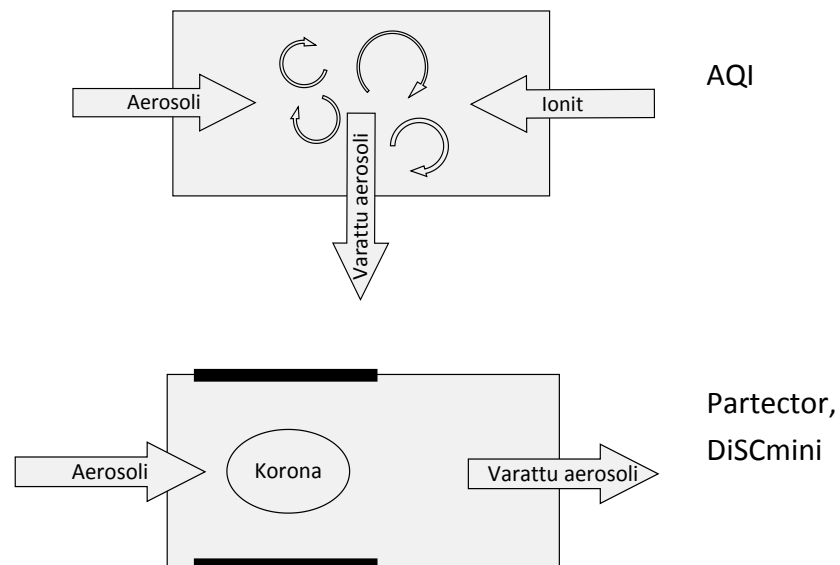 AQI
Aerosoli
Ionit
Varattu aerosoli
Partector,
DiSCmini
Aerosoli
Korona
Varattu aerosoli